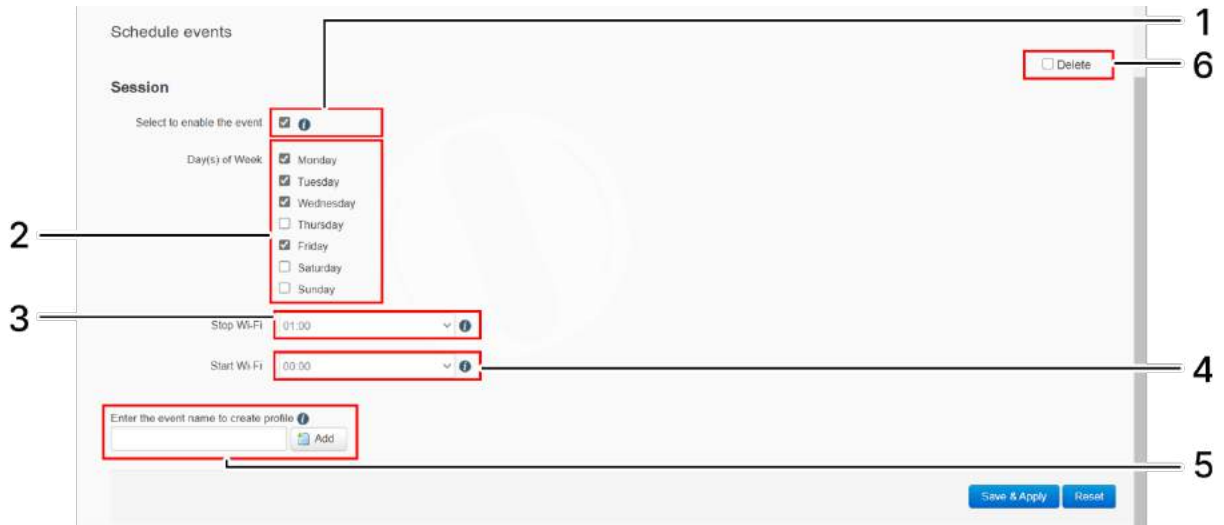 1
Schedule events
Delete
6
Session
Select to enable the event
Day(s) of Week
Monday
Tuesday
Wednesday
Thursday
2
Friday
Saturday
Sunday
3
Stop Wi-Fi 01:00
Start Wi-Fi 00:00
4
Enter the event name to create profile
Add
5
Save & Apply Reset